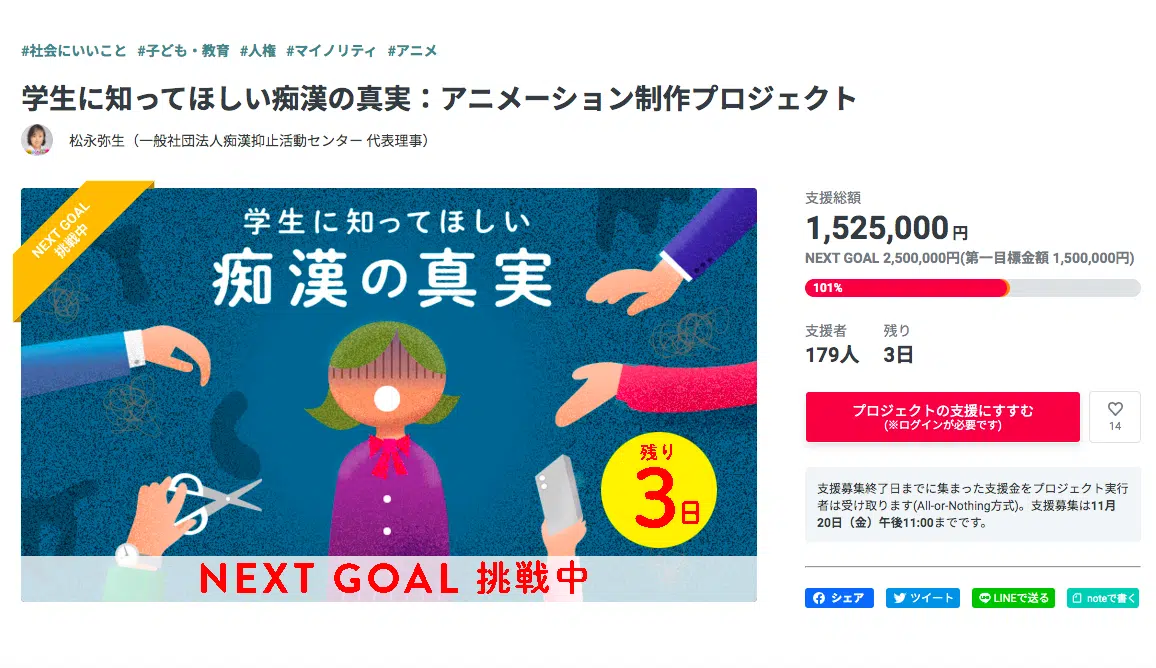 #社会にいいこと #子ども・教育 #人権 #マイノリティ #アニメ
学生に知ってほしい痴漢の真実：アニメーション制作プロジェクト
松永弥生（一般社団法人痴漢抑止活動センター 代表理事）
NEXT GOAL
挑戦中
学生に知ってほしい
痴漢の真実
残り
3日
NEXT GOAL 挑戦中
支援総額
1,525,000円
NEXT GOAL 2,500,000円(第一目標金額 1,500,000円)
101%
支援者 残り
179人 3日
プロジェクトの支援にすすむ
(※ログインが必要です)
14
支援募集終了日までに集まった支援金をプロジェクト実行
者は受け取ります(All-or-Nothing方式)。支援募集は11月
20日（金）午後11:00までです。
シェア ツイート LINEで送る noteで書く